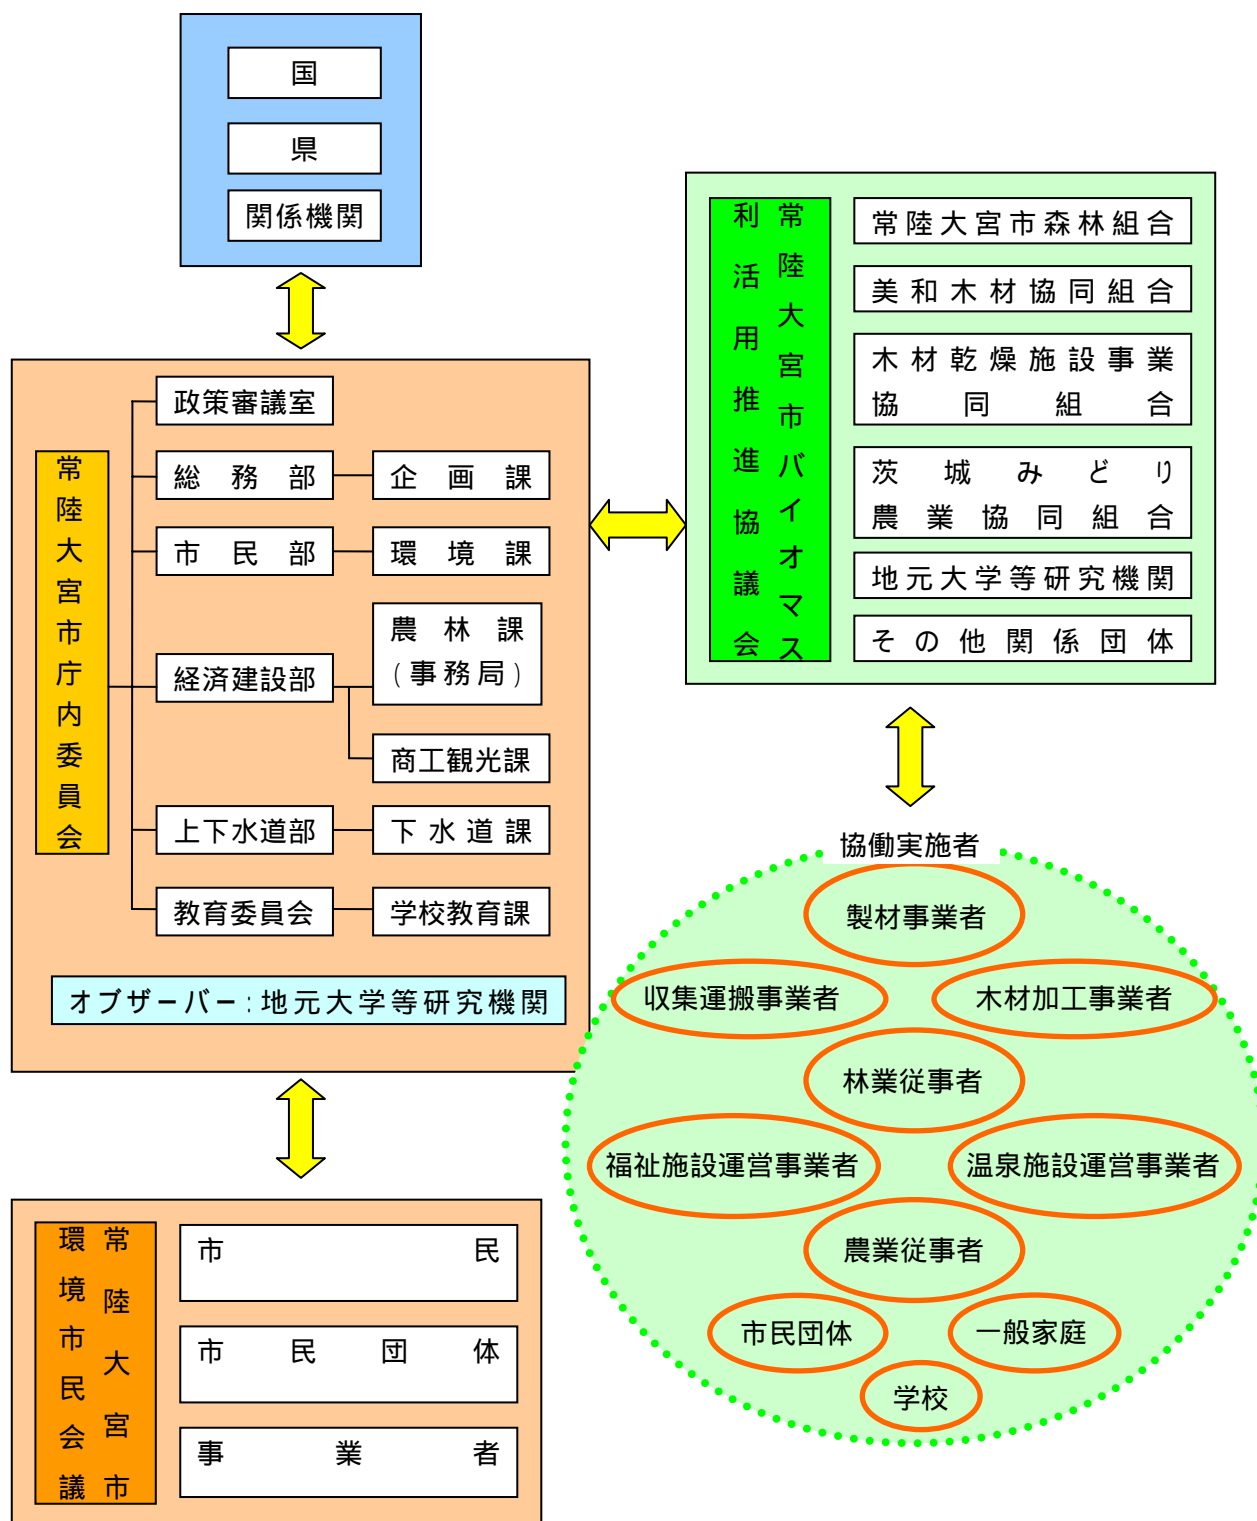 国
県
関係機関
常陸大宮市庁内委員会
政策審議室
総務部
企画課
市民部
環境課
経済建設部
農林課
(事務局)
商工観光課
上下水道部
下水道課
教育委員会
学校教育課
オブザーバー:地元大学等研究機関
常陸大宮市バイオマス
利活用推進協議会
常陸大宮市森林組合
美和木材協同組合
木材乾燥施設事業
協同組合
茨城みどり
農業協同組合
地元大学等研究機関
その他関係団体
協働実施者
製材事業者
収集運搬事業者
木材加工事業者
林業従事者
福祉施設運営事業者
温泉施設運営事業者
農業従事者
市民団体
一般家庭
学校
常陸大宮市
環境市民会議
市民
市民団体
事業者